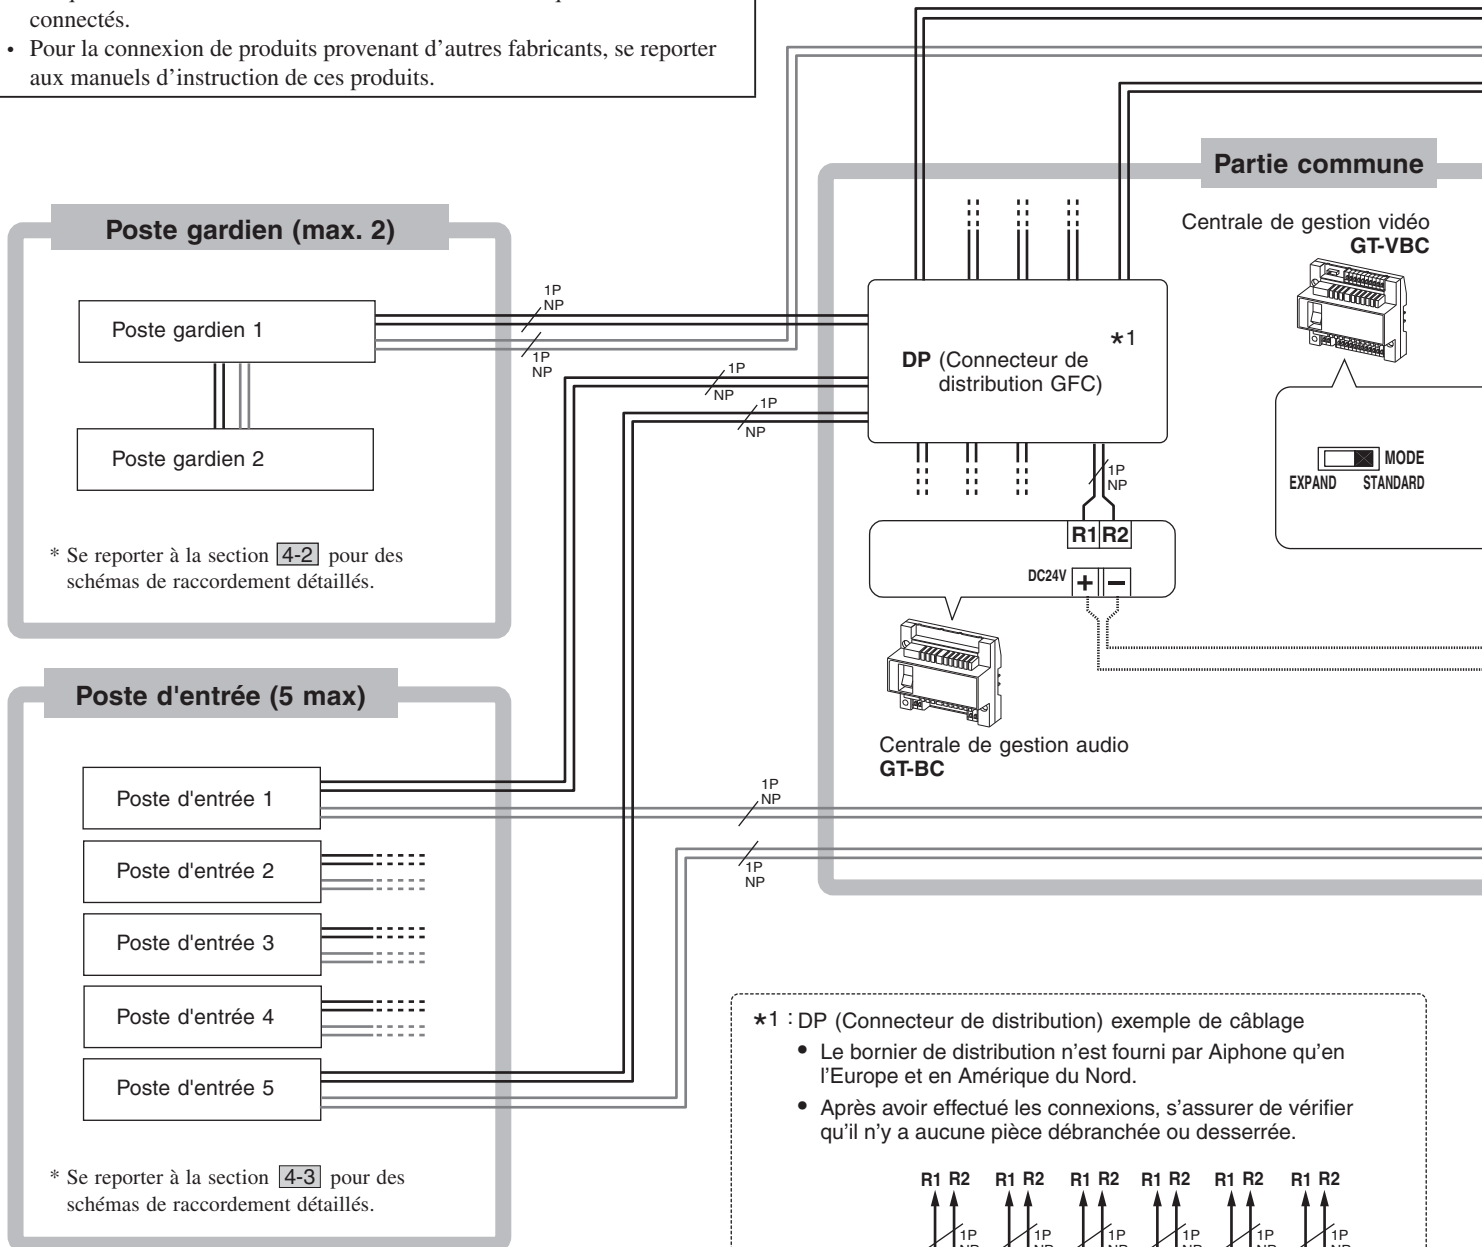 connectés.
• Pour la connexion de produits provenant d’autres fabricants, se reporter
aux manuels d’instruction de ces produits.
Partie commune
Centrale de gestion vidéo
GT-VBC
Poste gardien (max. 2)
1P
NP
Poste gardien 1
1P
NP
*1
DP (Connecteur de
distribution GFC)
1P
NP
1P
NP
Poste gardien 2
MODE
EXPAND STANDARD
1P
NP
R1 R2
DC24V + −
* Se reporter à la section 4-2 pour des
schémas de raccordement détaillés.
Centrale de gestion audio
GT-BC
Poste d'entrée (5 max)
1P
NP
Poste d'entrée 1
1P
NP
Poste d'entrée 2
Poste d'entrée 3
Poste d'entrée 4
Poste d'entrée 5
* Se reporter à la section 4-3 pour des
schémas de raccordement détaillés.
*1 : DP (Connecteur de distribution) exemple de câblage
• Le bornier de distribution n’est fourni par Aiphone qu’en
l’Europe et en Amérique du Nord.
• Après avoir effectué les connexions, s’assurer de vérifier
qu’il n’y a aucune pièce débranchée ou desserrée.
R1 R2 R1 R2 R1 R2 R1 R2 R1 R2 R1 R2
1P 1P 1P 1P 1P 1P
NP NP NP NP NP NP